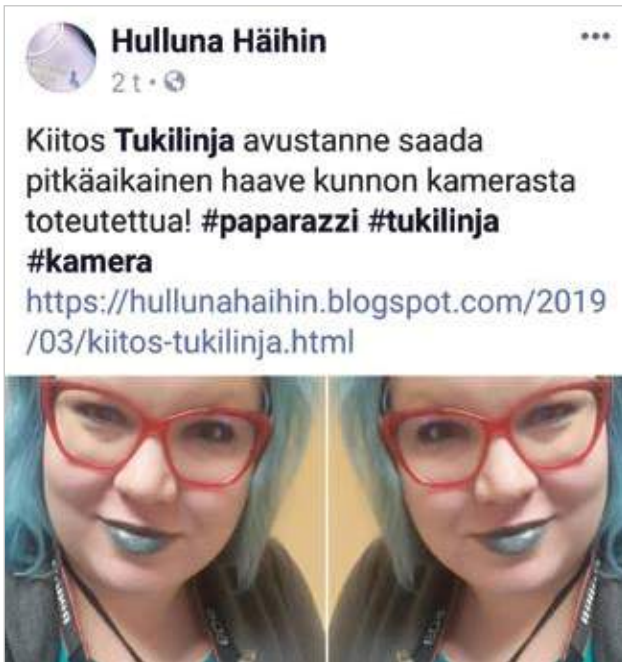 Hulluna Häihin
2 t
Kiitos Tukilinja avustanne saada
pitkäaikainen haave kunnon kamerasta
toteutettua! #paparazzi #tukilinja
#kamera
https://hullunahaihin.blogspot.com/2019
/03/kiitos-tukilinja.html